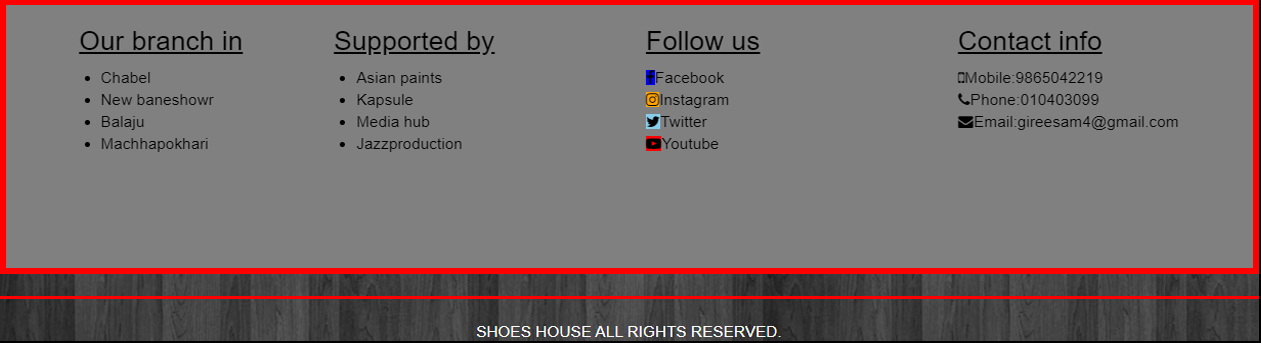 Our branch in
Chabel
New baneshowr
Balaju
Machhapokhari
Supported by
Asian paints
Kapsule
Media hub
Jazzproduction
Follow us
Facebook
Instagram
Twitter
Youtube
Contact info
Mobile:9865042219
Phone:010403099
Email:gireesam4@gmail.com
SHOES HOUSE ALL RIGHTS RESERVED.